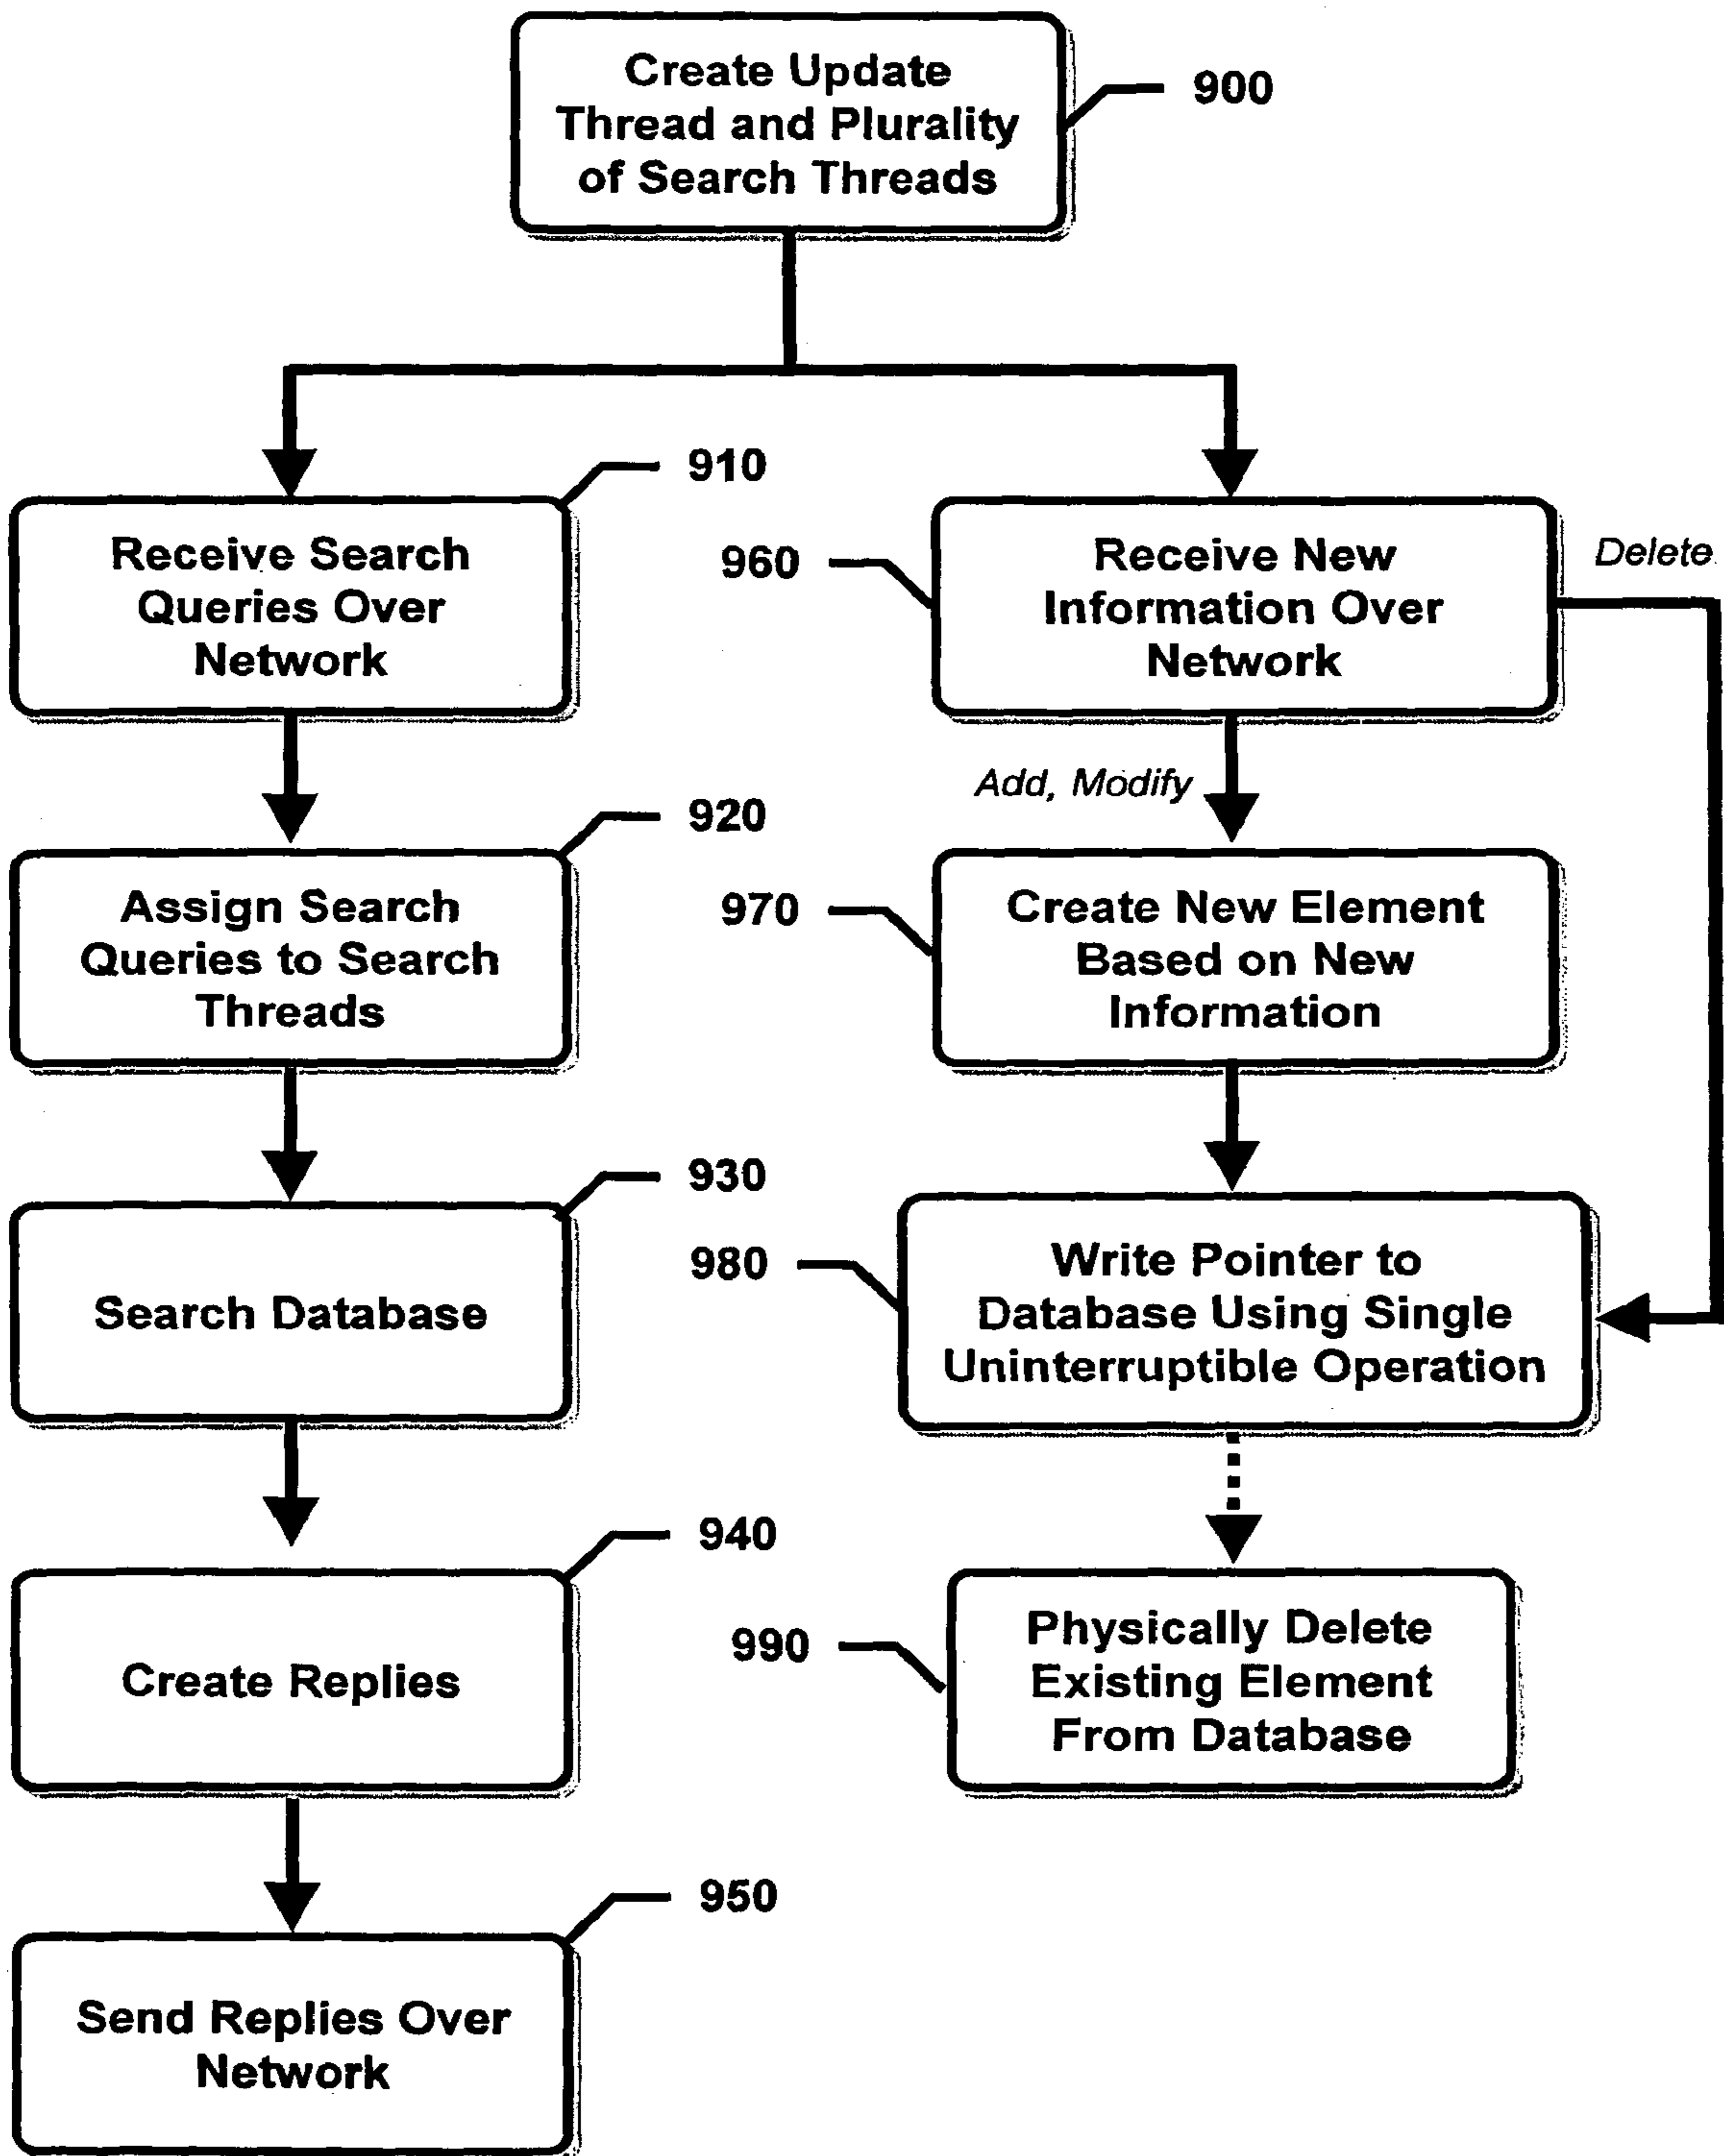 Create Update
Thread and Plurality
of Search Threads
900
Receive Search
Queries Over
Network
910
Assign Search
Queries to Search
Threads
920
Search Database
930
Create Replies
940
Send Replies Over
Network
950
Receive New
Information Over
Network
960
Delete
Add, Modify
Create New Element
Based on New
Information
970
Write Pointer to
Database Using Single
Uninterruptible Operation
980
Physically Delete
Existing Element
From Database
990